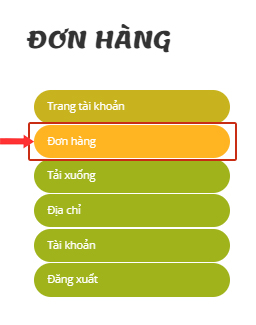 ĐƠN HÀNG
Trang tài khoản
Đơn hàng
Tải xuống
Địa chỉ
Tài khoản
Đăng xuất